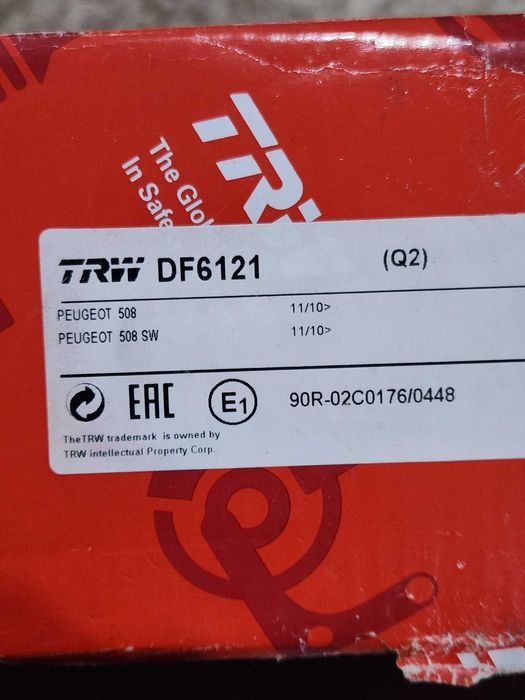 TRW
The Glo
In Safe
TRW DF6121 (Q2)
PEUGEOT 508 11/10>
PEUGEOT 508 SW 11/10>
EAC E1 90R-02C0176/0448
The TRW trademark is owned by
TRW intellectual Property Corp.